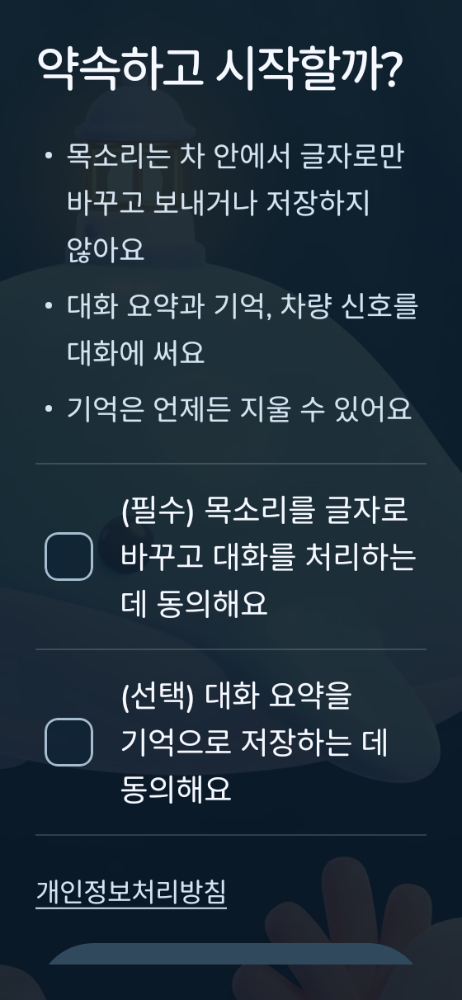 약속하고 시작할까?
• 목소리는 차 안에서 글자로만
바꾸고 보내거나 저장하지
않아요
• 대화 요약과 기억, 차량 신호를
대화에 써요
• 기억은 언제든 지울 수 있어요
(필수) 목소리를 글자로
바꾸고 대화를 처리하는
데 동의해요
(선택) 대화 요약을
기억으로 저장하는 데
동의해요
개인정보처리방침